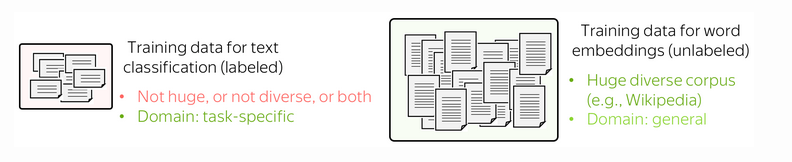 Training data for text
classification (labeled)
• Not huge, or not diverse, or both
• Domain: task-specific
Training data for word
embeddings (unlabeled)
• Huge diverse corpus
(e.g., Wikipedia)
• Domain: general